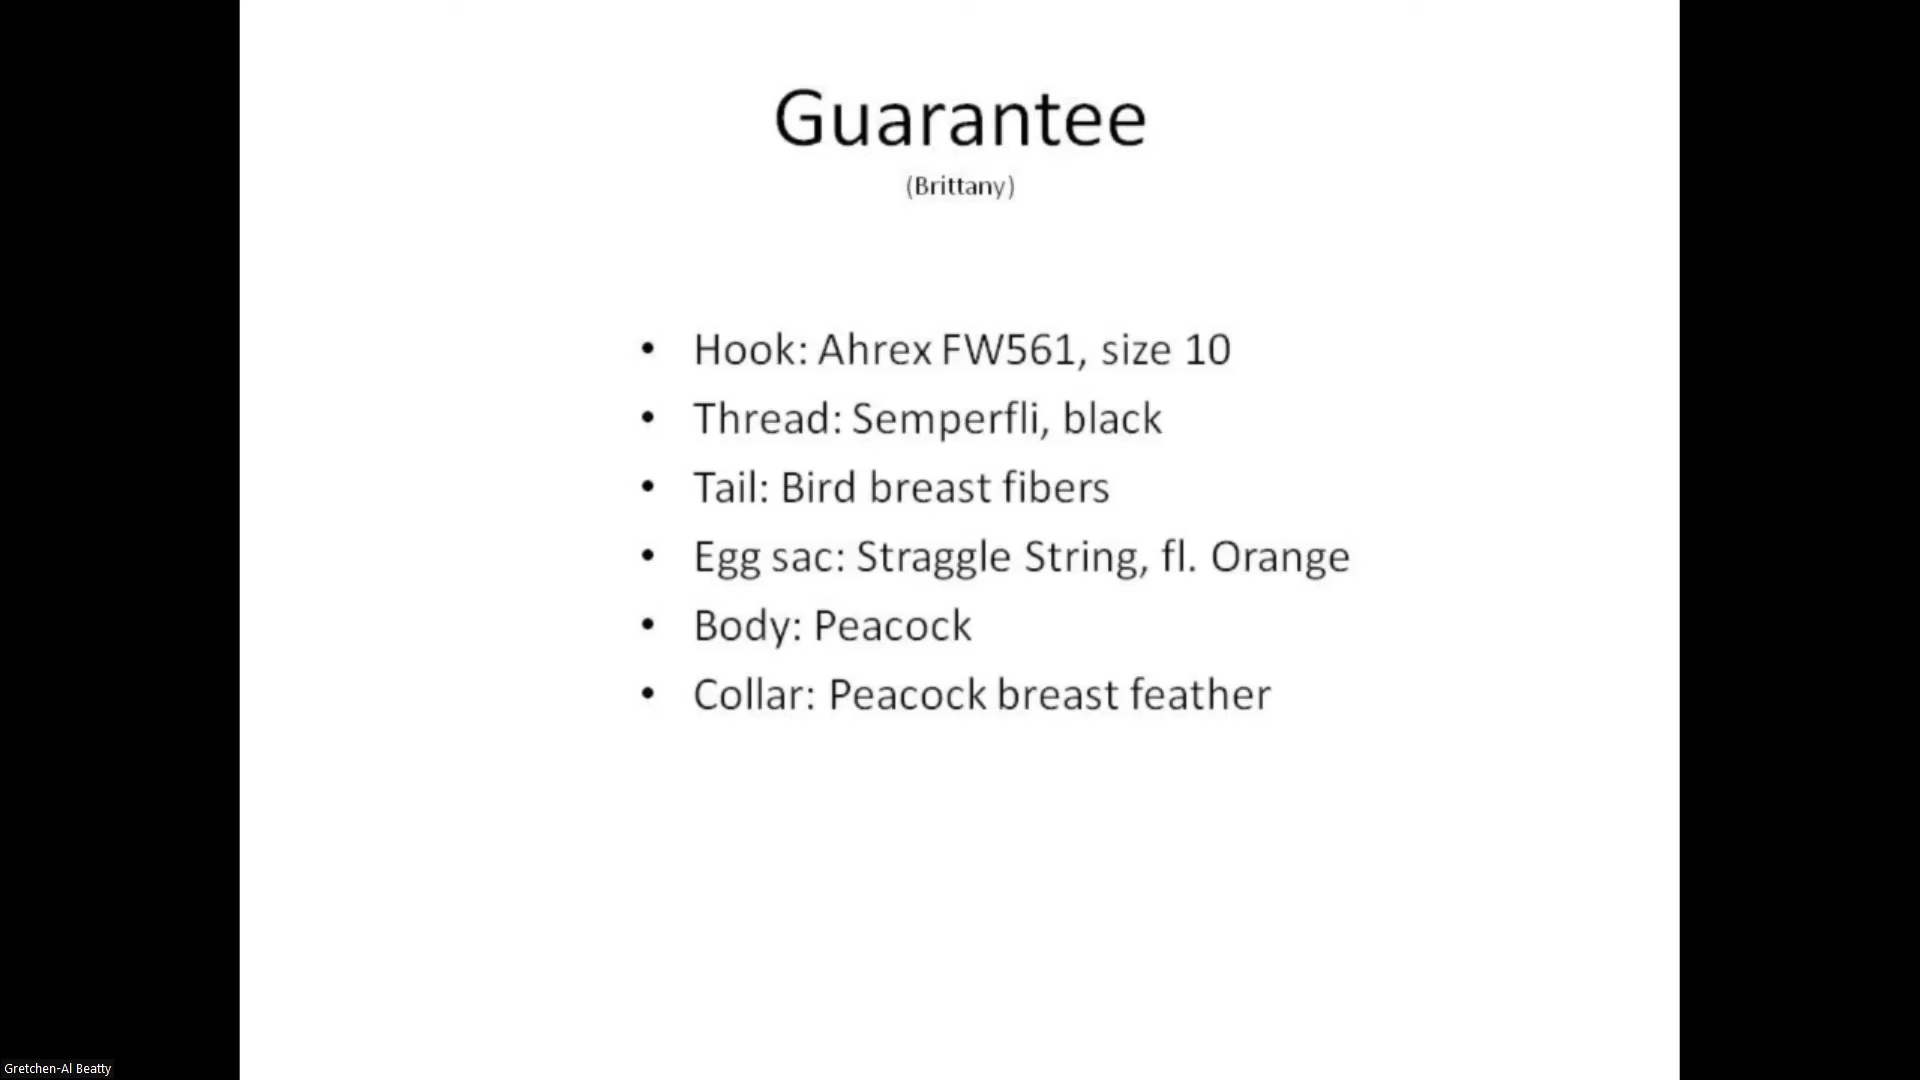 Guarantee
(Brittany)
• Hook: Ahrex FW561, size 10
• Thread: Semperfli, black
• Tail: Bird breast fibers
• Egg sac: Straggle String, fl. Orange
• Body: Peacock
• Collar: Peacock breast feather
Gretchen-Al Beatty